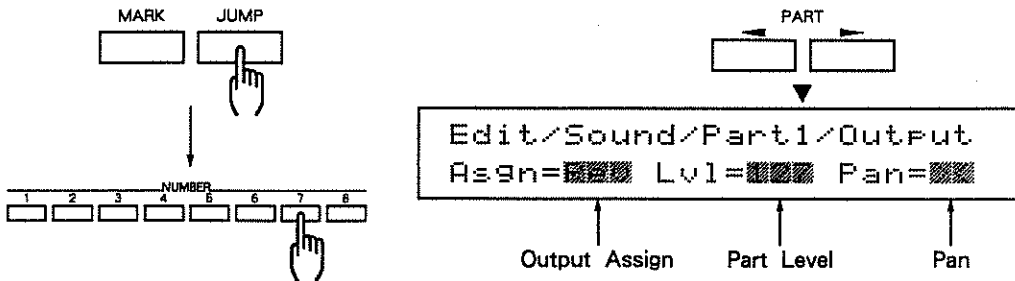 MARK JUMP
NUMBER
1 2 3 4 5 6 7 8
PART
Edit/Sound/Part1/Output
Asgn= Lvl= Pan=
Output Assign Part Level Pan